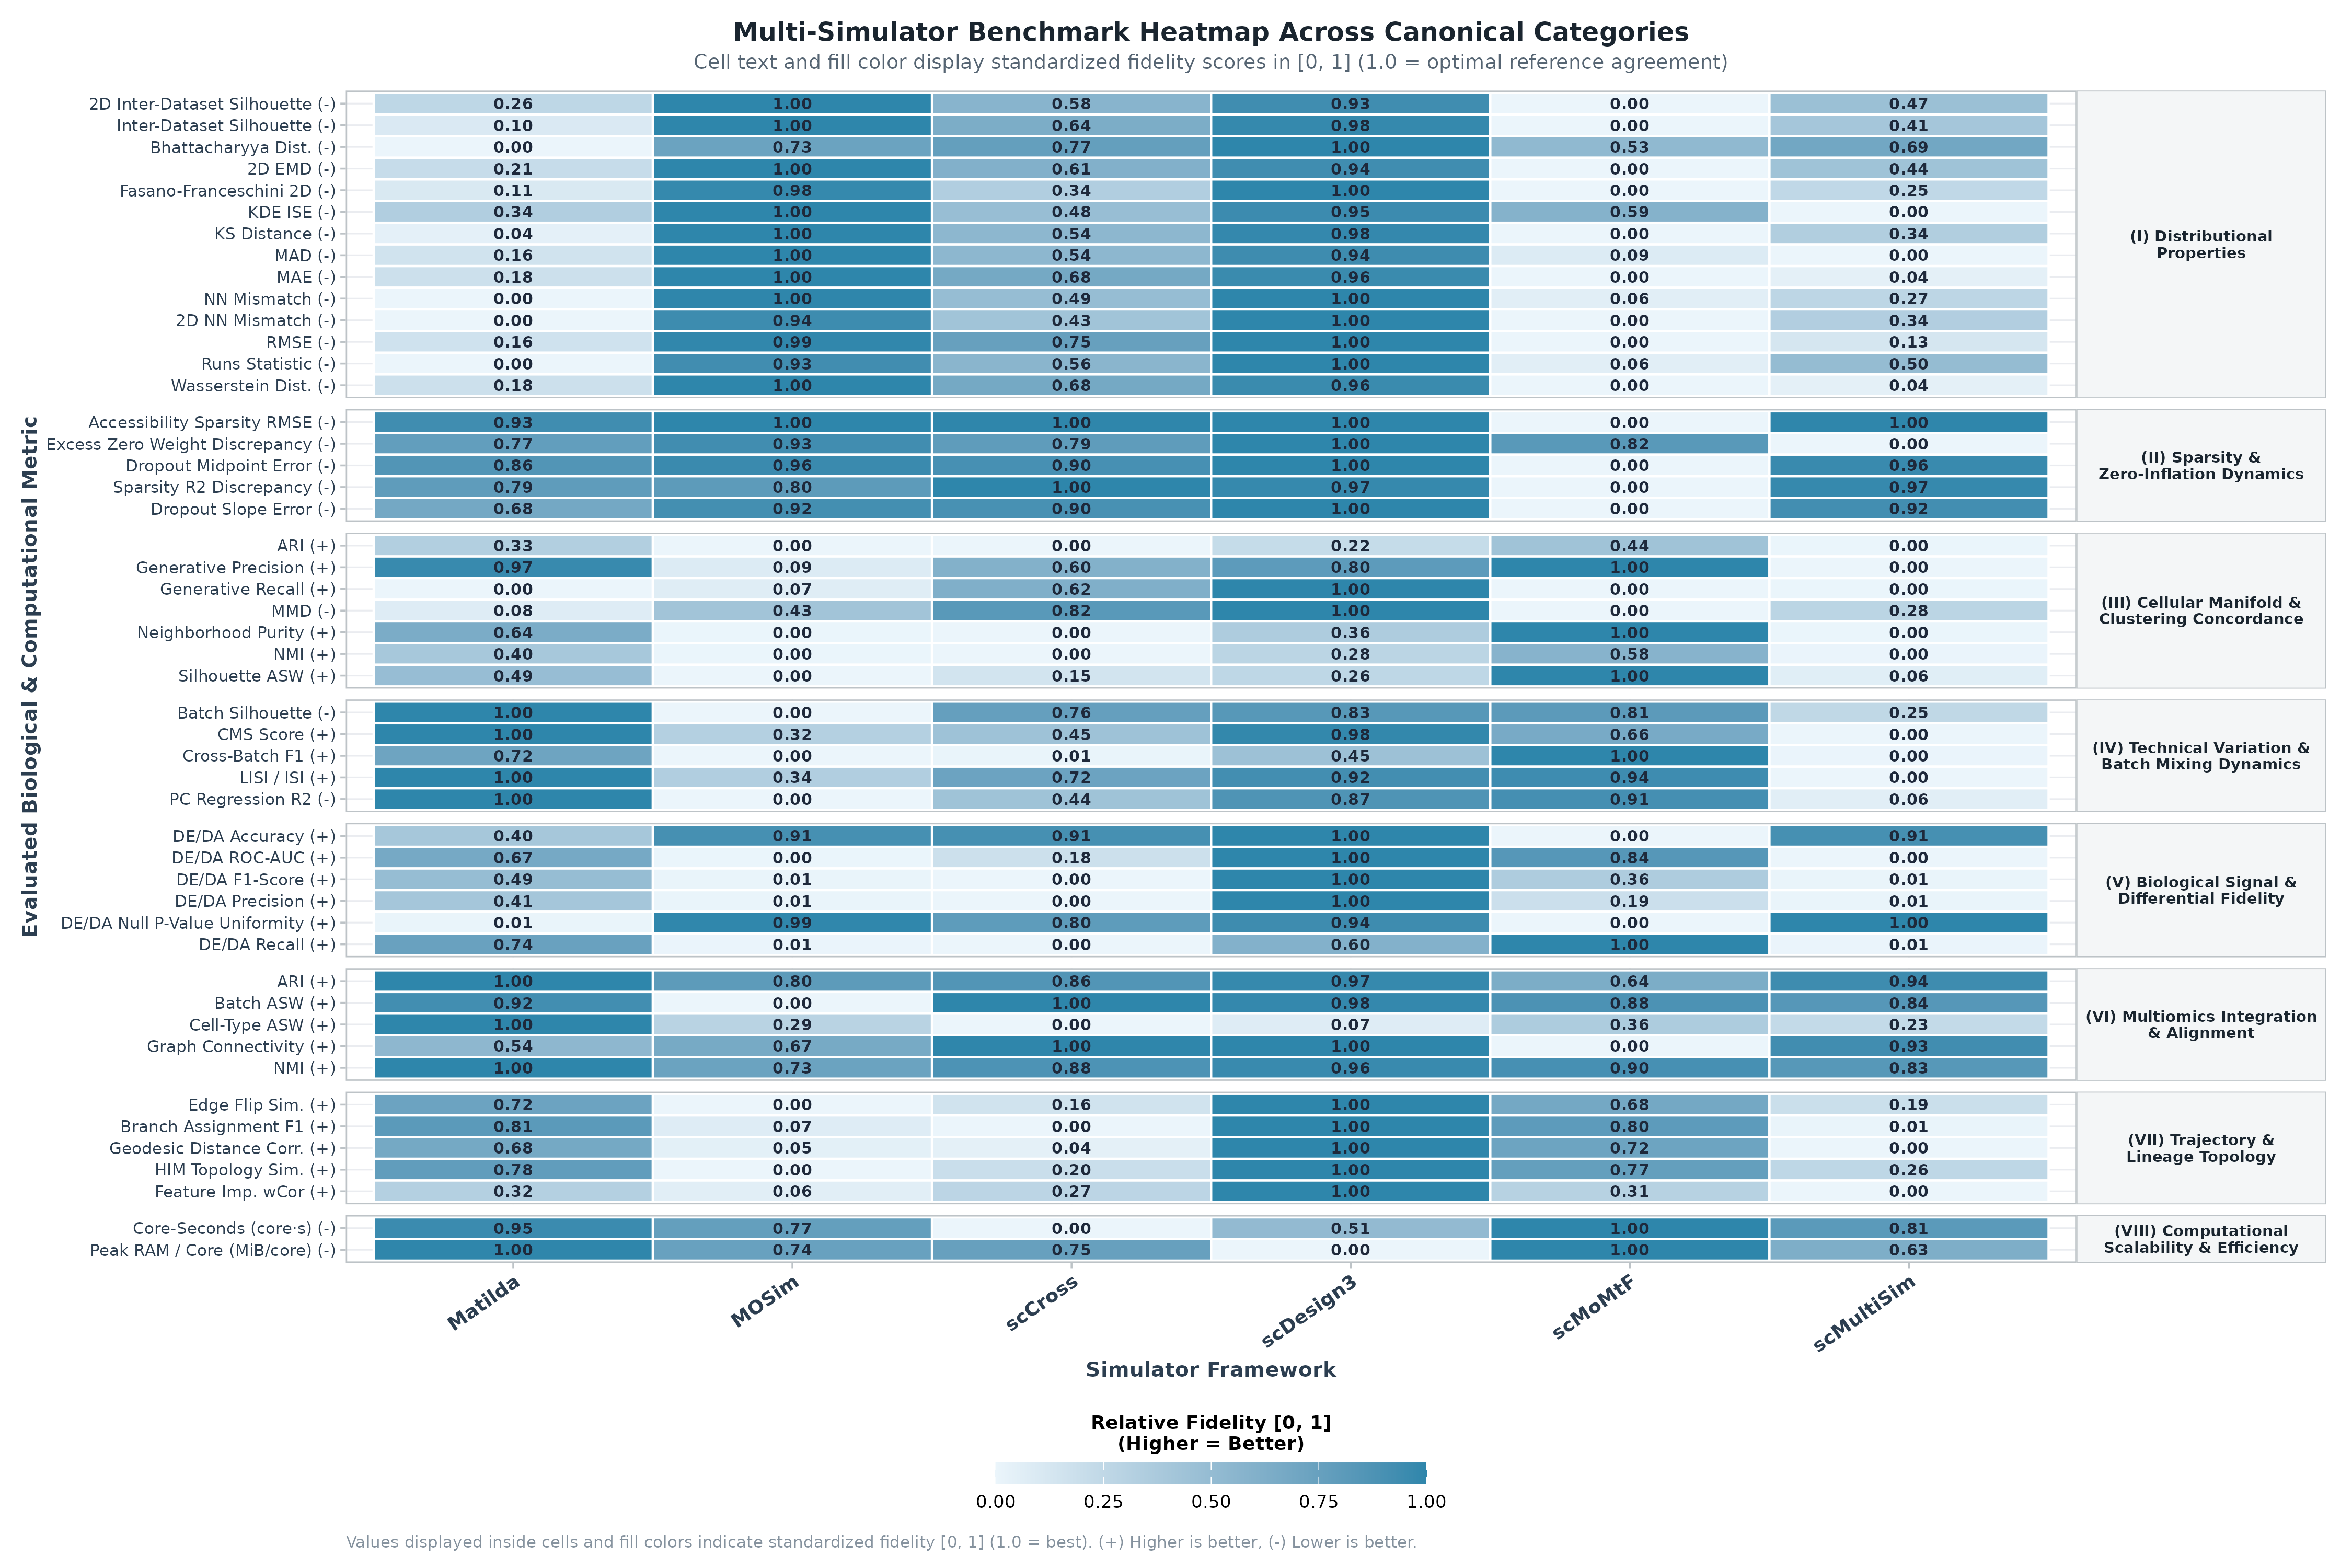 Multi-Simulator Benchmark Heatmap Across Canonical Categories
Cell text and fill color display standardized fidelity scores in [0, 1] (1.0 = optimal reference agreement)
Evaluated Biological & Computational Metric
2D Inter-Dataset Silhouette (-) 0.26 1.00 0.58 0.93 0.00 0.47
Inter-Dataset Silhouette (-) 0.10 1.00 0.64 0.98 0.00 0.41
Bhattacharyya Dist. (-) 0.00 0.73 0.77 1.00 0.53 0.69
2D EMD (-) 0.21 1.00 0.61 0.94 0.00 0.44
Fasano-Franceschini 2D (-) 0.11 0.98 0.34 1.00 0.00 0.25
KDE ISE (-) 0.34 1.00 0.48 0.95 0.59 0.00
KS Distance (-) 0.04 1.00 0.54 0.98 0.00 0.34
MAD (-) 0.16 1.00 0.54 0.94 0.09 0.00
MAE (-) 0.18 1.00 0.68 0.96 0.00 0.04
NN Mismatch (-) 0.00 1.00 0.49 1.00 0.06 0.27
2D NN Mismatch (-) 0.00 0.94 0.43 1.00 0.00 0.34
RMSE (-) 0.16 0.99 0.75 1.00 0.00 0.13
Runs Statistic (-) 0.00 0.93 0.56 1.00 0.06 0.50
Wasserstein Dist. (-) 0.18 1.00 0.68 0.96 0.00 0.04
(I) Distributional
Properties
Accessibility Sparsity RMSE (-) 0.93 1.00 1.00 1.00 0.00 1.00
Excess Zero Weight Discrepancy (-) 0.77 0.93 0.79 1.00 0.82 0.00
Dropout Midpoint Error (-) 0.86 0.96 0.90 1.00 0.00 0.96
Sparsity R2 Discrepancy (-) 0.79 0.80 1.00 0.97 0.00 0.97
Dropout Slope Error (-) 0.68 0.92 0.90 1.00 0.00 0.92
(II) Sparsity &
Zero-Inflation Dynamics
ARI (+) 0.33 0.00 0.00 0.22 0.44 0.00
Generative Precision (+) 0.97 0.09 0.60 0.80 1.00 0.00
Generative Recall (+) 0.00 0.07 0.62 1.00 0.00 0.00
MMD (-) 0.08 0.43 0.82 1.00 0.00 0.28
Neighborhood Purity (+) 0.64 0.00 0.00 0.36 1.00 0.00
NMI (+) 0.40 0.00 0.00 0.28 0.58 0.00
Silhouette ASW (+) 0.49 0.00 0.15 0.26 1.00 0.06
(III) Cellular Manifold &
Clustering Concordance
Batch Silhouette (-) 1.00 0.00 0.76 0.83 0.81 0.25
CMS Score (+) 1.00 0.32 0.45 0.98 0.66 0.00
Cross-Batch F1 (+) 0.72 0.00 0.01 0.45 1.00 0.00
LISI / ISI (+) 1.00 0.34 0.72 0.92 0.94 0.00
PC Regression R2 (-) 1.00 0.00 0.44 0.87 0.91 0.06
(IV) Technical Variation &
Batch Mixing Dynamics
DE/DA Accuracy (+) 0.40 0.91 0.91 1.00 0.00 0.91
DE/DA ROC-AUC (+) 0.67 0.00 0.18 1.00 0.84 0.00
DE/DA F1-Score (+) 0.49 0.01 0.00 1.00 0.36 0.01
DE/DA Precision (+) 0.41 0.01 0.00 1.00 0.19 0.01
DE/DA Null P-Value Uniformity (+) 0.01 0.99 0.80 0.94 0.00 1.00
DE/DA Recall (+) 0.74 0.01 0.00 0.60 1.00 0.01
(V) Biological Signal &
Differential Fidelity
ARI (+) 1.00 0.80 0.86 0.97 0.64 0.94
Batch ASW (+) 0.92 0.00 1.00 0.98 0.88 0.84
Cell-Type ASW (+) 1.00 0.29 0.00 0.07 0.36 0.23
Graph Connectivity (+) 0.54 0.67 1.00 1.00 0.00 0.93
NMI (+) 1.00 0.73 0.88 0.96 0.90 0.83
(VI) Multiomics Integration
& Alignment
Edge Flip Sim. (+) 0.72 0.00 0.16 1.00 0.68 0.19
Branch Assignment F1 (+) 0.81 0.07 0.00 1.00 0.80 0.01
Geodesic Distance Corr. (+) 0.68 0.05 0.04 1.00 0.72 0.00
HIM Topology Sim. (+) 0.78 0.00 0.20 1.00 0.77 0.26
Feature Imp. wCor (+) 0.32 0.06 0.27 1.00 0.31 0.00
(VII) Trajectory &
Lineage Topology
Core-Seconds (core·s) (-) 0.95 0.77 0.00 0.51 1.00 0.81
Peak RAM / Core (MiB/core) (-) 1.00 0.74 0.75 0.00 1.00 0.63
(VIII) Computational
Scalability & Efficiency
Matilda MOSim scCross scDesign3 scMoMtF scMultiSim
Simulator Framework
Relative Fidelity [0, 1]
(Higher = Better)
0.00 0.25 0.50 0.75 1.00
Values displayed inside cells and fill colors indicate standardized fidelity [0, 1] (1.0 = best). (+) Higher is better, (-) Lower is better.